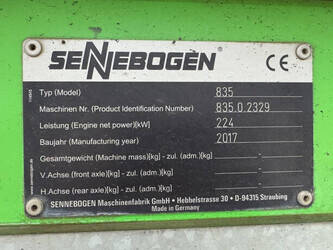 SENNEBOGEN ® CE
Typ (Model) 835
Maschinen Nr. (Product Identification Number) 835.0.2329
Leistung (Engine net power)[kW] 224
Baujahr (Manufacturing year) 2017
Gesamtgewicht (Machine mass)[kg] - zul. (adm.)[kg]
V.Achse (front axle)[kg] - zul. (adm.)[kg]
H.Achse (rear axle)[kg] - zul. (adm.)[kg]
SENNEBOGEN Maschinenfabrik GmbH • Hebbelstrasse 30 • D-94315 Straubing
Made in Germany